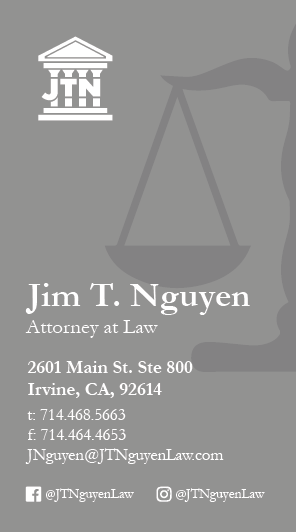 JTN
Jim T. Nguyen
Attorney at Law
2601 Main St. Ste 800
Irvine, CA, 92614
t: 714.468.5663
f: 714.464.4653
JNguyen@JTNguyenLaw.com
@JTNguyenLaw @JTNguyenLaw